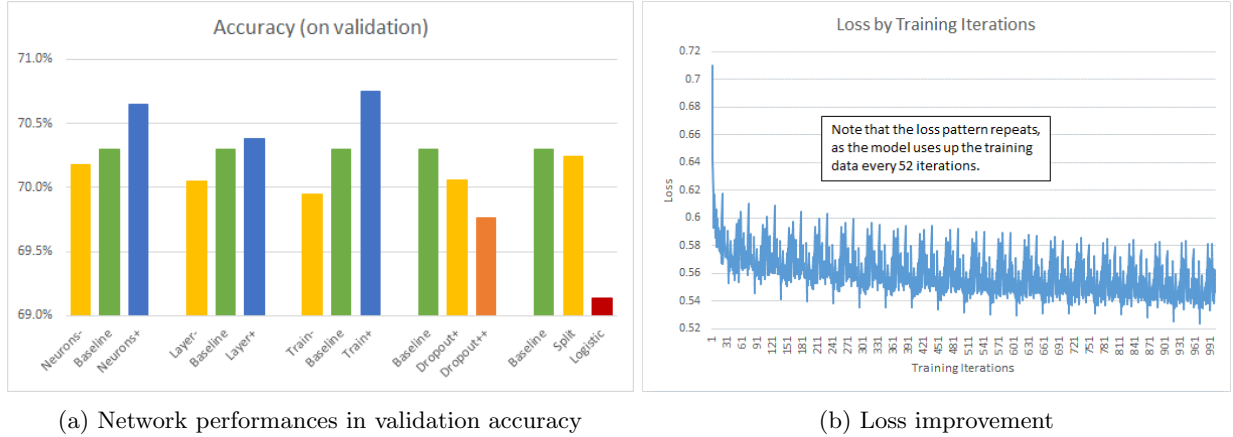 Accuracy (on validation)
71.0%
70.5%
70.0%
69.5%
69.0%
Neurons-
Baseline
Neurons+
Layer-
Baseline
Layer+
Train-
Baseline
Train+
Baseline
Dropout+
Dropout++
Baseline
Split
Logistic
(a) Network performances in validation accuracy
Loss by Training Iterations
0.72
0.7
0.68
0.66
0.64
0.62
0.6
0.58
0.56
0.54
0.52
Loss
Note that the loss pattern repeats,
as the model uses up the training
data every 52 iterations.
1
31
61
91
121
151
181
211
241
271
301
331
361
391
421
451
481
511
541
571
601
631
661
691
721
751
781
811
841
871
901
931
961
991
Training Iterations
(b) Loss improvement